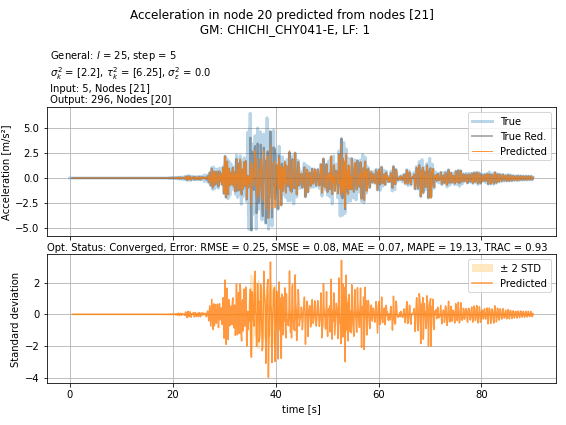 Acceleration in node 20 predicted from nodes [21]
GM: CHICHI_CHY041-E, LF: 1
General: l = 25, step = 5
σ²ₖ = [2.2], τ²ₖ = [6.25], σ²ε = 0.0
Input: 5, Nodes [21]
Output: 296, Nodes [20]
Acceleration [m/s²]
5.0
2.5
0.0
−2.5
−5.0
True
True Red.
Predicted
Opt. Status: Converged, Error: RMSE = 0.25, SMSE = 0.08, MAE = 0.07, MAPE = 19.13, TRAC = 0.93
Standard deviation
2
0
−2
−4
± 2 STD
Predicted
0 20 40 60 80
time [s]